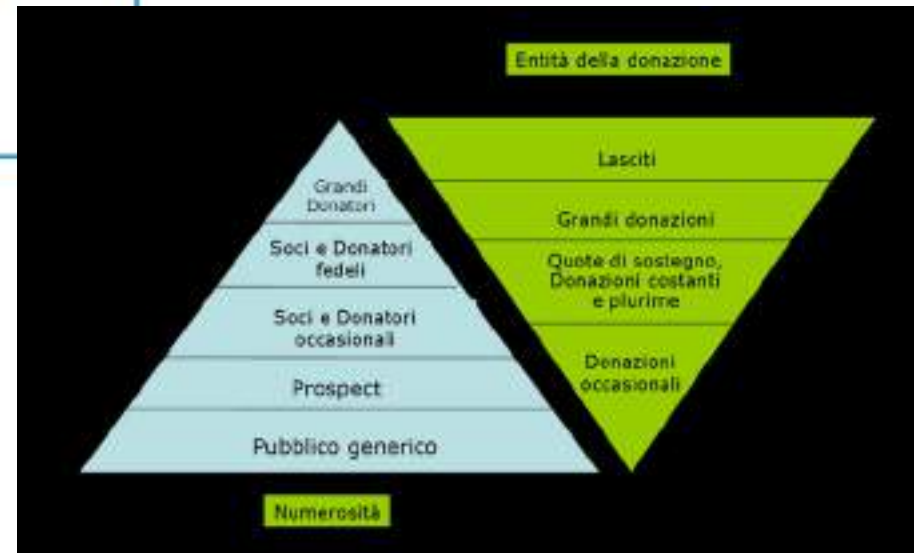 Entità della donazione
Grandi
Donatori
Soci e Donatori
fedeli
Soci e Donatori
occasionali
Prospect
Pubblico generico
Numerosità
Lasciti
Grandi donazioni
Quote di sostegno,
Donazioni costanti
e plurime
Donazioni
occasionali